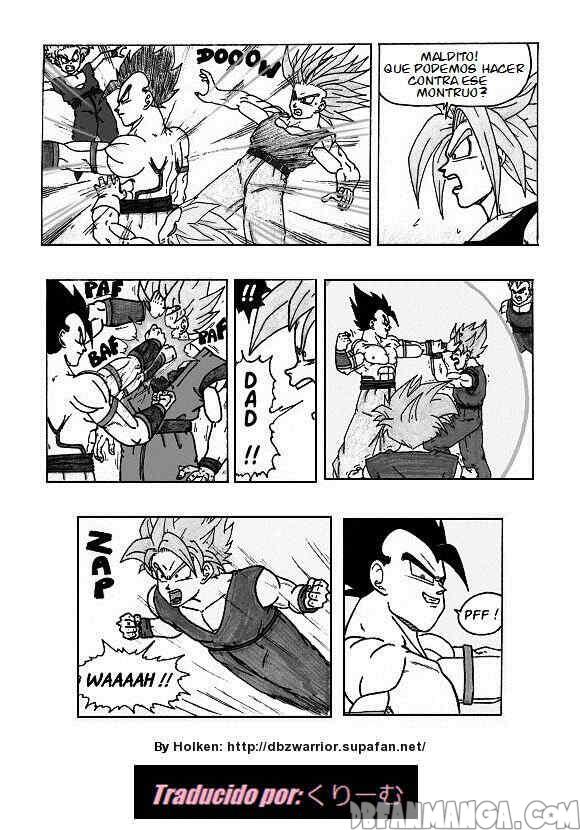 DOOOW
MALDITO!
QUE PODEMOS HACER
CONTRA ESE
MONTRUO?
PAF
BAF
PAF
!!
DAD
!!
ZAP
WAAAAH !!
PFF !
By Holken: http://dbzwarrior.supafan.net/
Traducido por: くりーむ
DBFANMANGA.COM